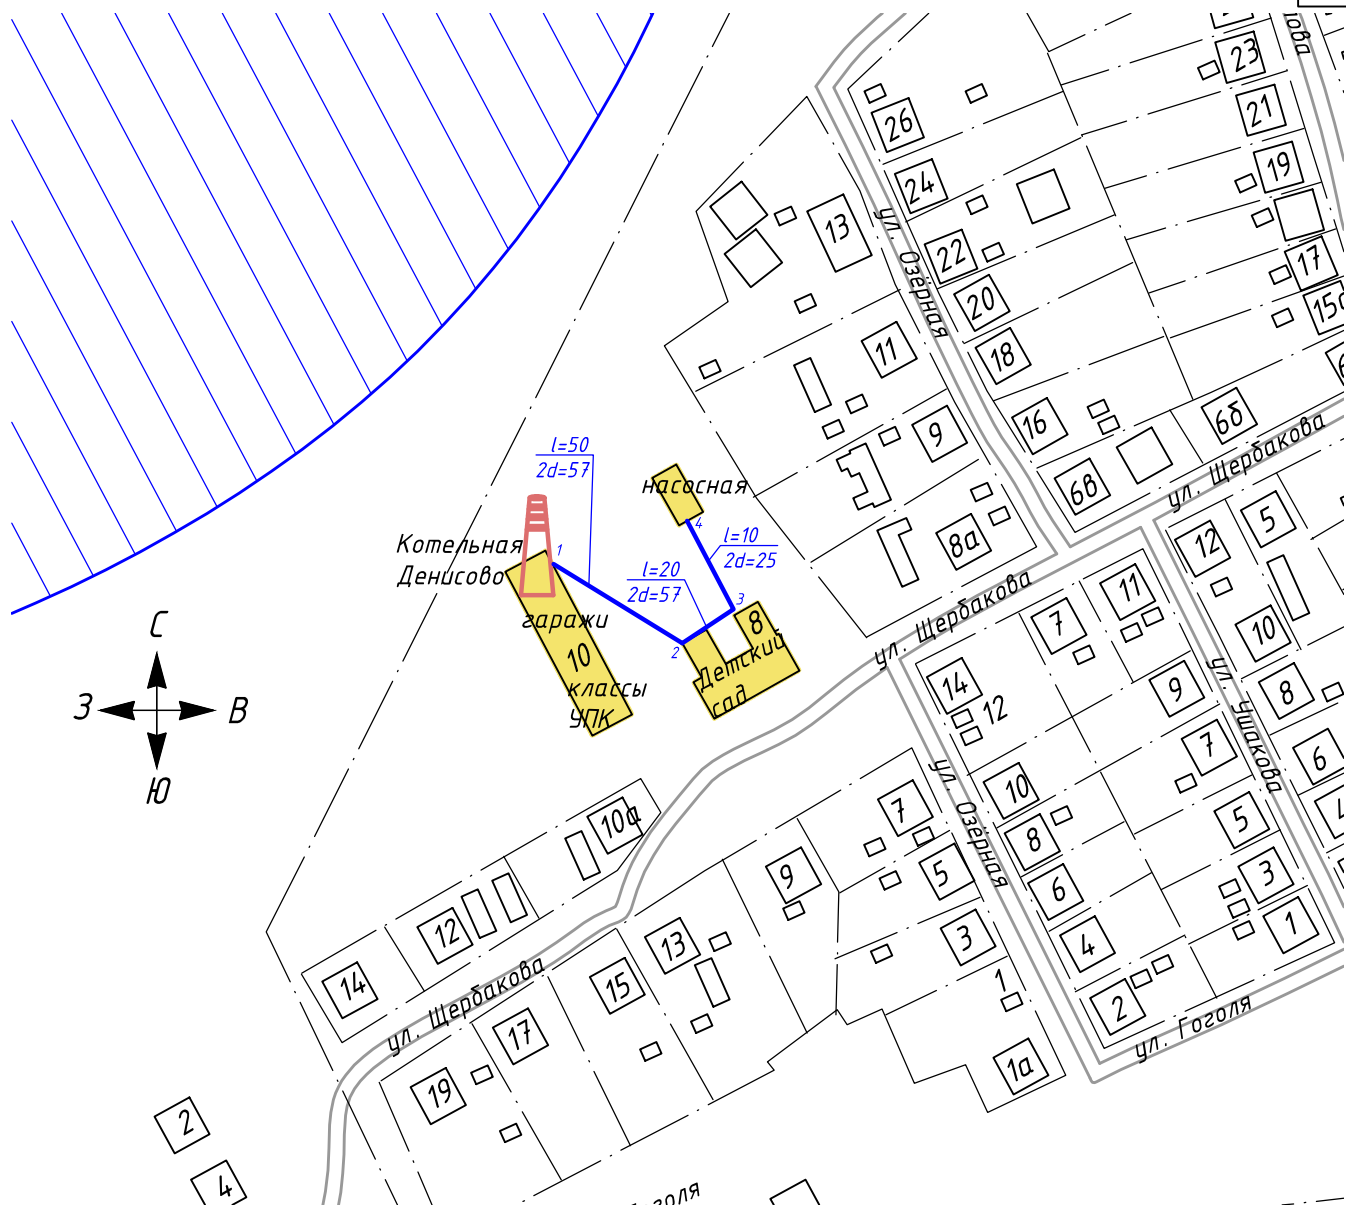 23
21
26
19
24
13
22
17
20
15а
ул. Озёрная
11
18
16
6б
9
ул. Щербакова
6в
8а
5
12
l=50
2d=57
насосная
4
l=10
2d=25
Котельная
Денисово
1
l=20
2d=57
3
2
гаражи
10
классы
УПК
8
Детский
сад
С
З
В
Ю
ул. Щербакова
11
7
10
14
12
9
8
ул. Ушакова
7
6
10
8
5
6
3
4
1
2
ул. Озёрная
7
5
3
1
1а
ул. Гоголя
10а
12
14
9
13
15
17
19
ул. Щербакова
2
4